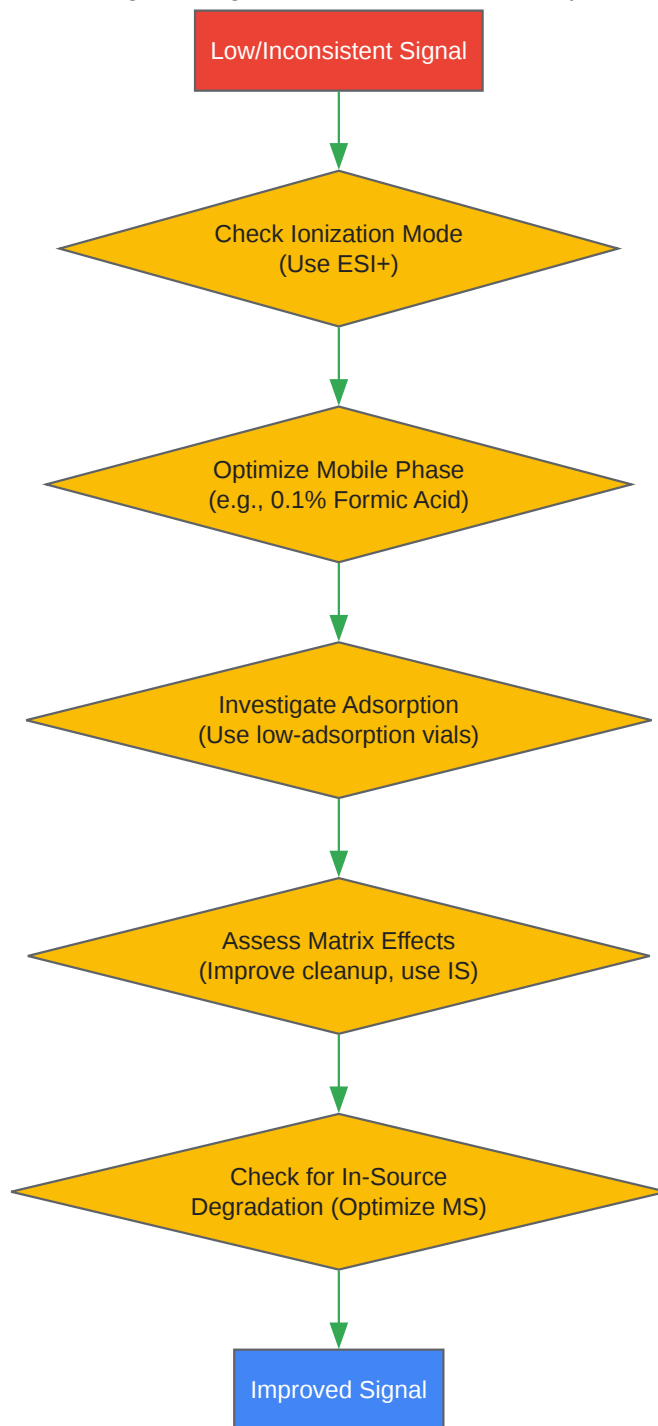 Low/Inconsistent Signal
Check Ionization Mode
(Use ESI+)
Optimize Mobile Phase
(e.g., 0.1% Formic Acid)
Investigate Adsorption
(Use low-adsorption vials)
Assess Matrix Effects
(Improve cleanup, use IS)
Check for In-Source
Degradation (Optimize MS)
Improved Signal